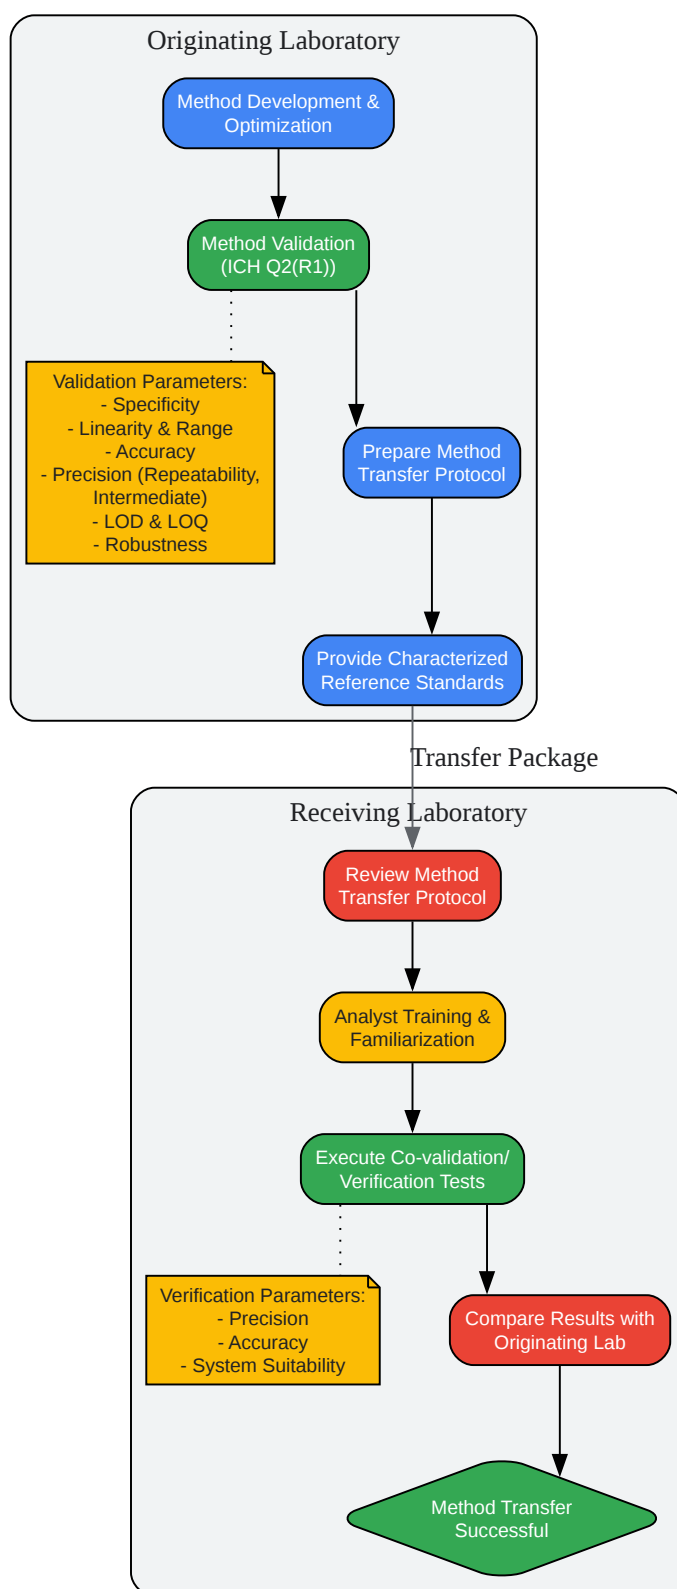 Originating Laboratory
Method Development &
Optimization
Method Validation
(ICH Q2(R1))
Validation Parameters:
- Specificity
- Linearity & Range
- Accuracy
- Precision (Repeatability,
Intermediate)
- LOD & LOQ
- Robustness
Prepare Method
Transfer Protocol
Provide Characterized
Reference Standards
Transfer Package
Receiving Laboratory
Review Method
Transfer Protocol
Analyst Training &
Familiarization
Execute Co-validation/
Verification Tests
Verification Parameters:
- Precision
- Accuracy
- System Suitability
Compare Results with
Originating Lab
Method Transfer
Successful